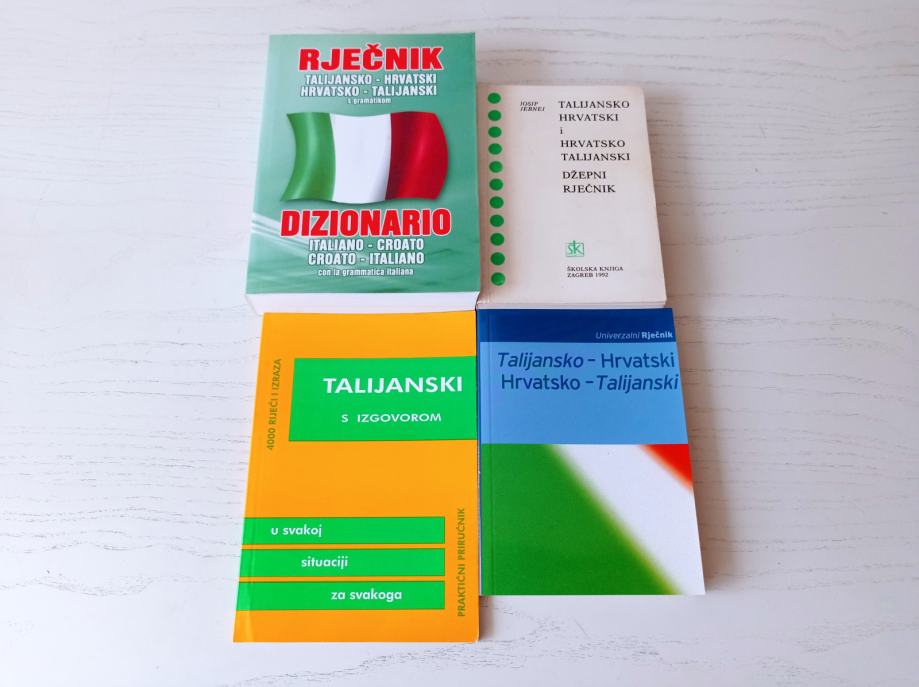 RJEČNIK
TALIJANSKO - HRVATSKI
HRVATSKO - TALIJANSKI
s gramatikom
DIZIONARIO
ITALIANO - CROATO
CROATO - ITALIANO
con la grammatica italiana
JOSIP
JERNEJ
TALIJANSKO
HRVATSKI
i
HRVATSKO
TALIJANSKI
DŽEPNI
RJEČNIK
ŠK
ŠKOLSKA KNJIGA
ZAGREB 1992
4000 RIJEČI I IZRAZA
TALIJANSKI
S IZGOVOROM
u svakoj
situaciji
za svakoga
PRAKTIČNI PRIRUČNIK
Univerzalni Rječnik
Talijansko – Hrvatski
Hrvatsko – Talijanski